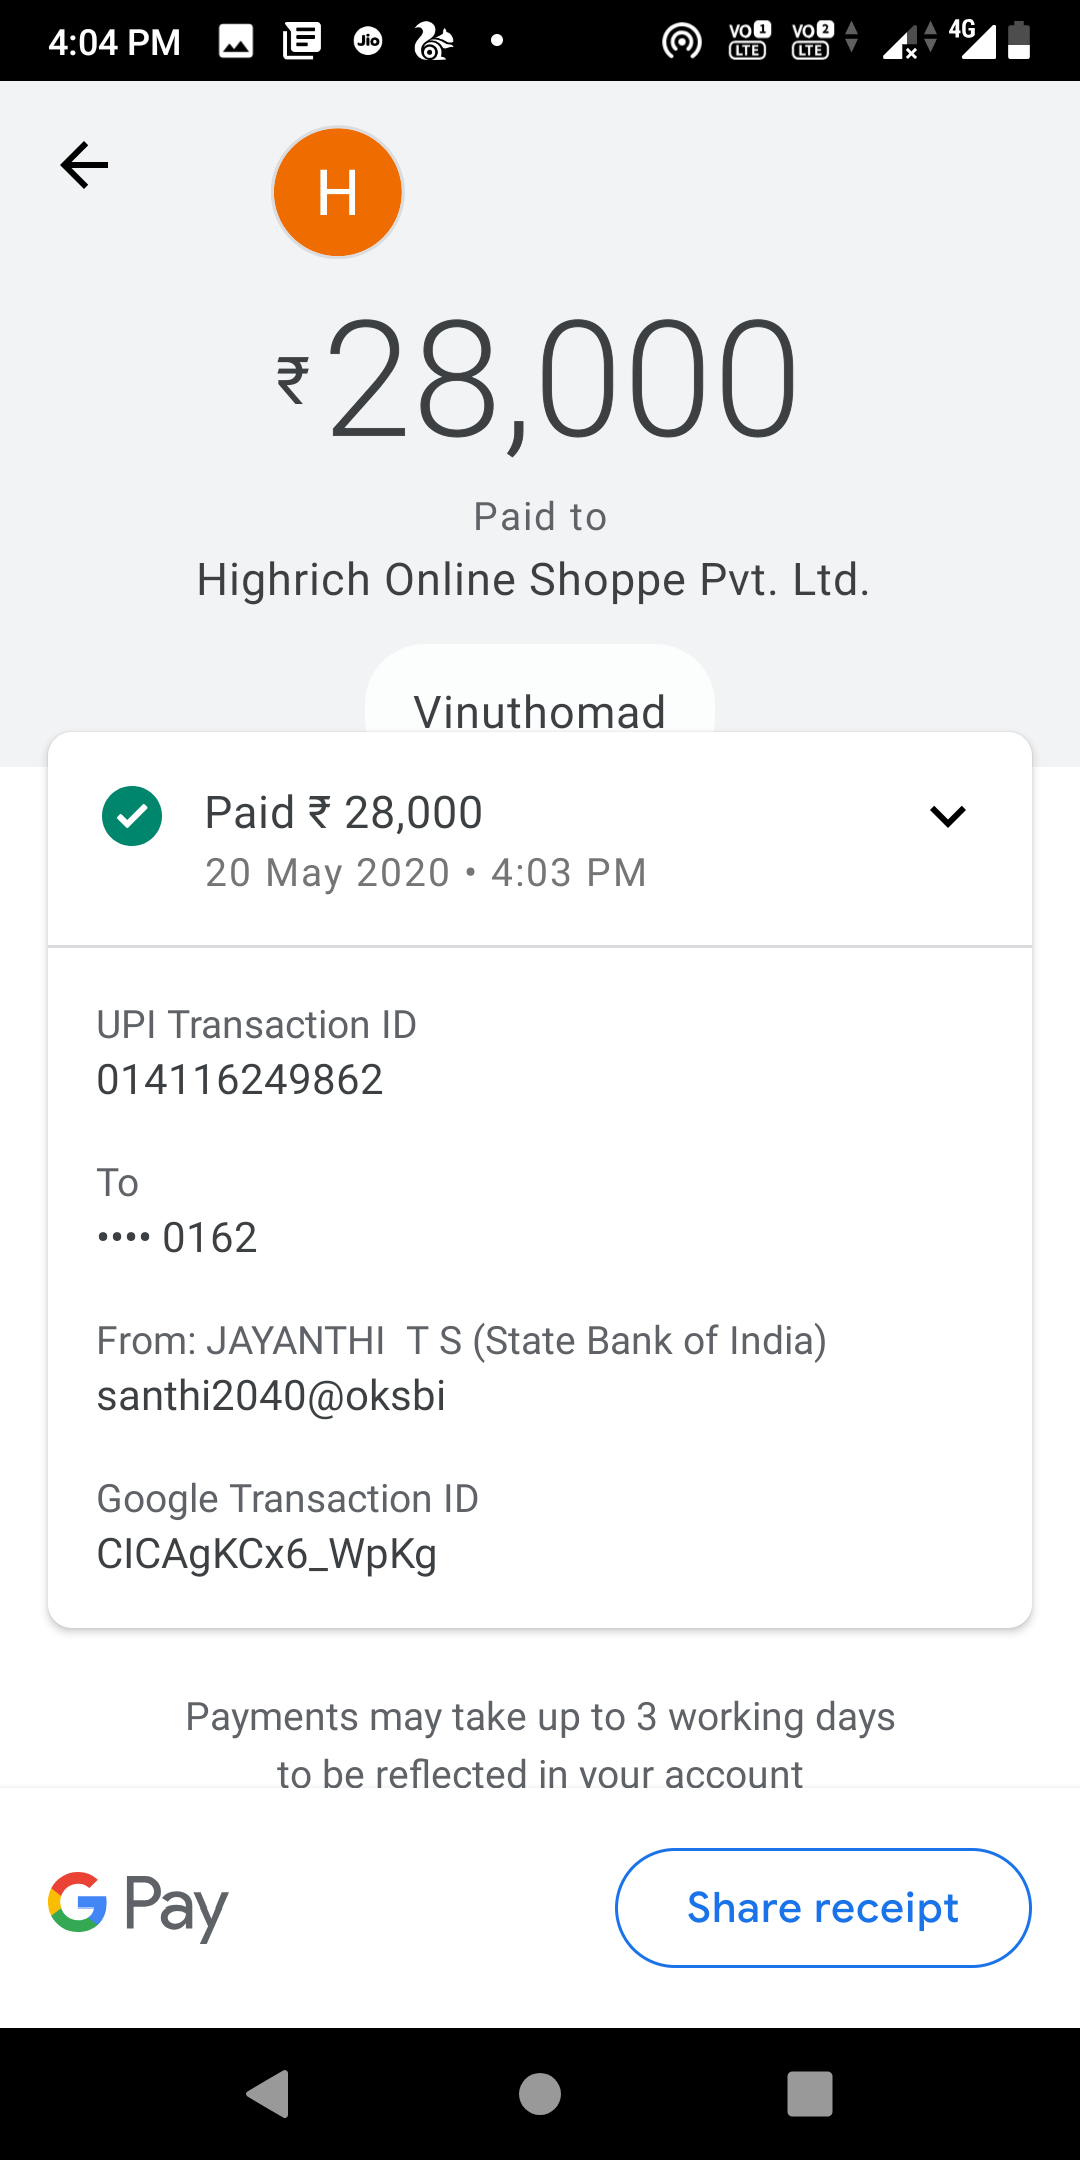 4:04 PM
Jio
VO 1 LTE
VO 2 LTE
4G
H
₹28,000
Paid to
Highrich Online Shoppe Pvt. Ltd.
Vinuthomad
Paid ₹ 28,000
20 May 2020 • 4:03 PM
UPI Transaction ID
014116249862
To
•••• 0162
From: JAYANTHI  T S (State Bank of India)
santhi2040@oksbi
Google Transaction ID
CICAgKCx6_WpKg
Payments may take up to 3 working days
to be reflected in your account
G Pay
Share receipt